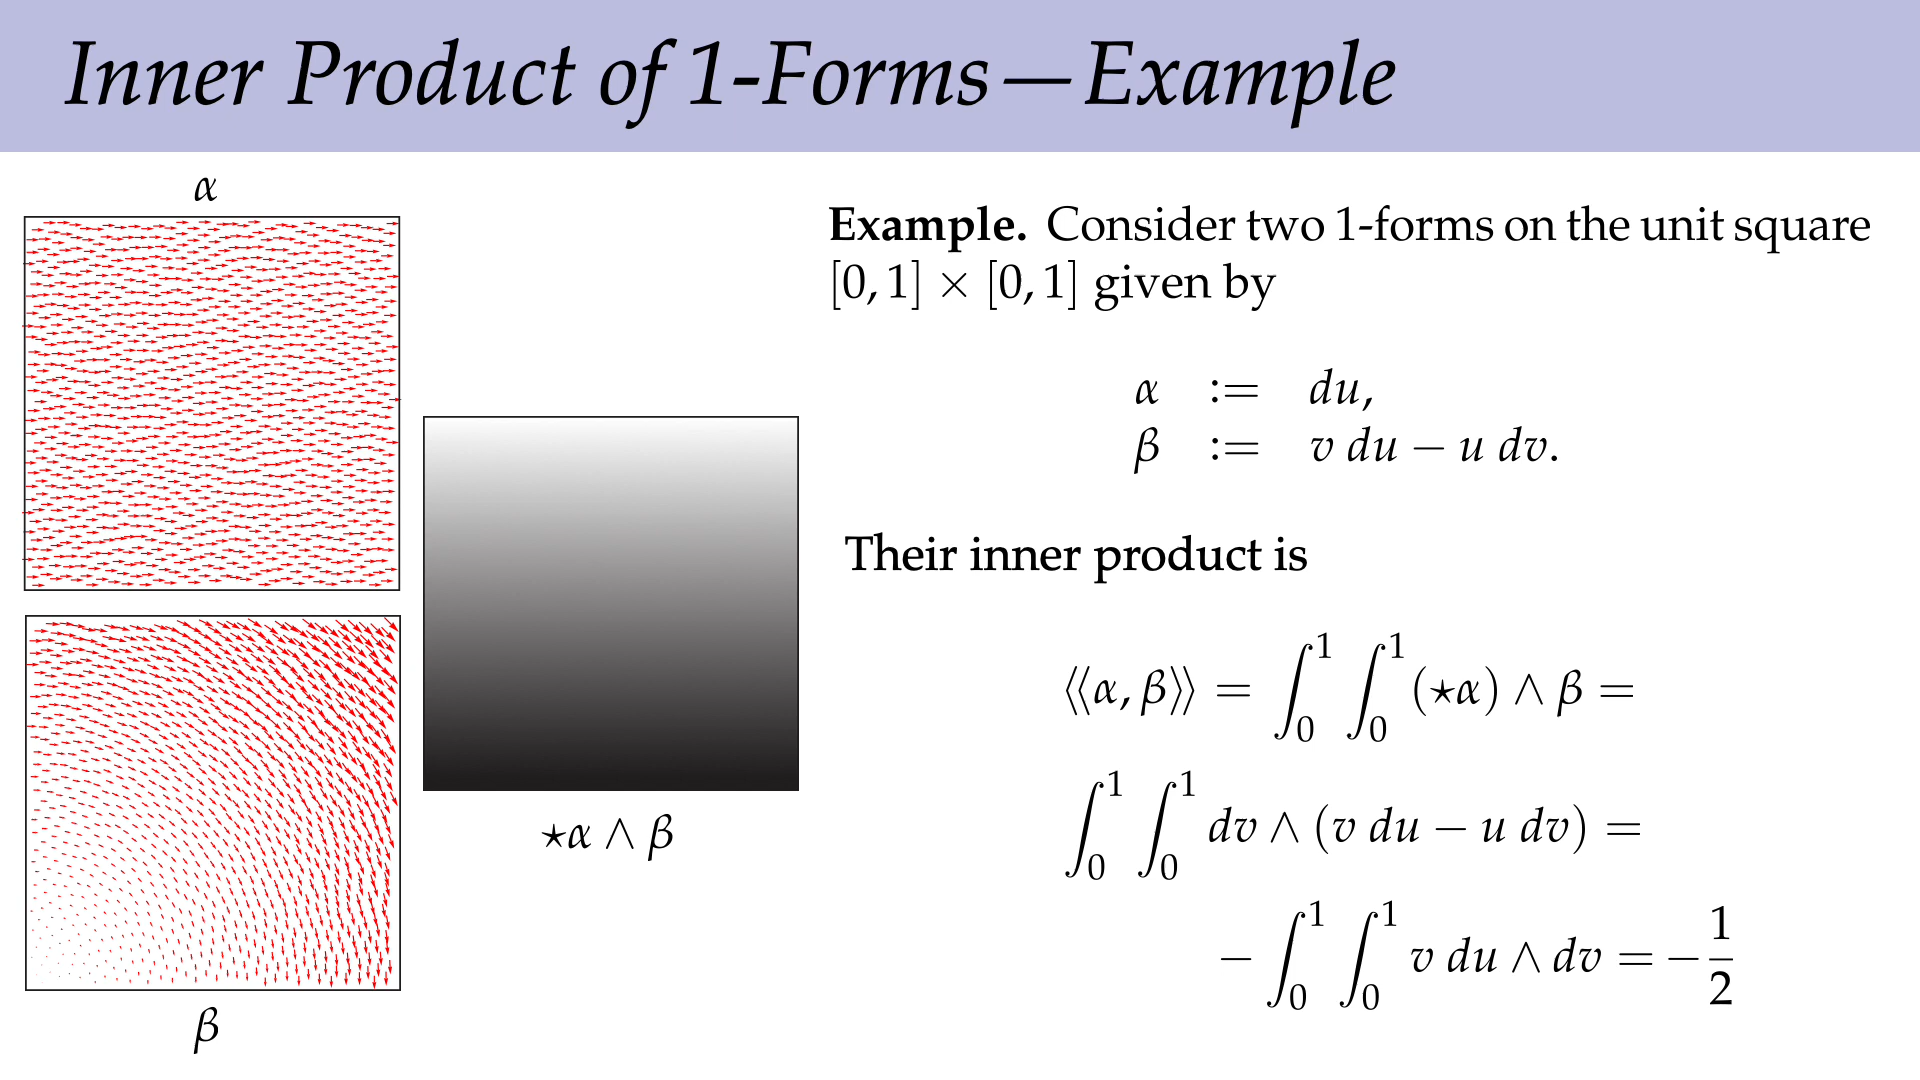 Inner Product of 1-Forms—Example
α
β
⋆α ∧ β
Example. Consider two 1-forms on the unit square
[0, 1] × [0, 1] given by
α := du,
β := v du − u dv.
Their inner product is
⟪α, β⟫ = ∫₀¹ ∫₀¹ (⋆α) ∧ β =
∫₀¹ ∫₀¹ dv ∧ (v du − u dv) =
− ∫₀¹ ∫₀¹ v du ∧ dv = − 1/2